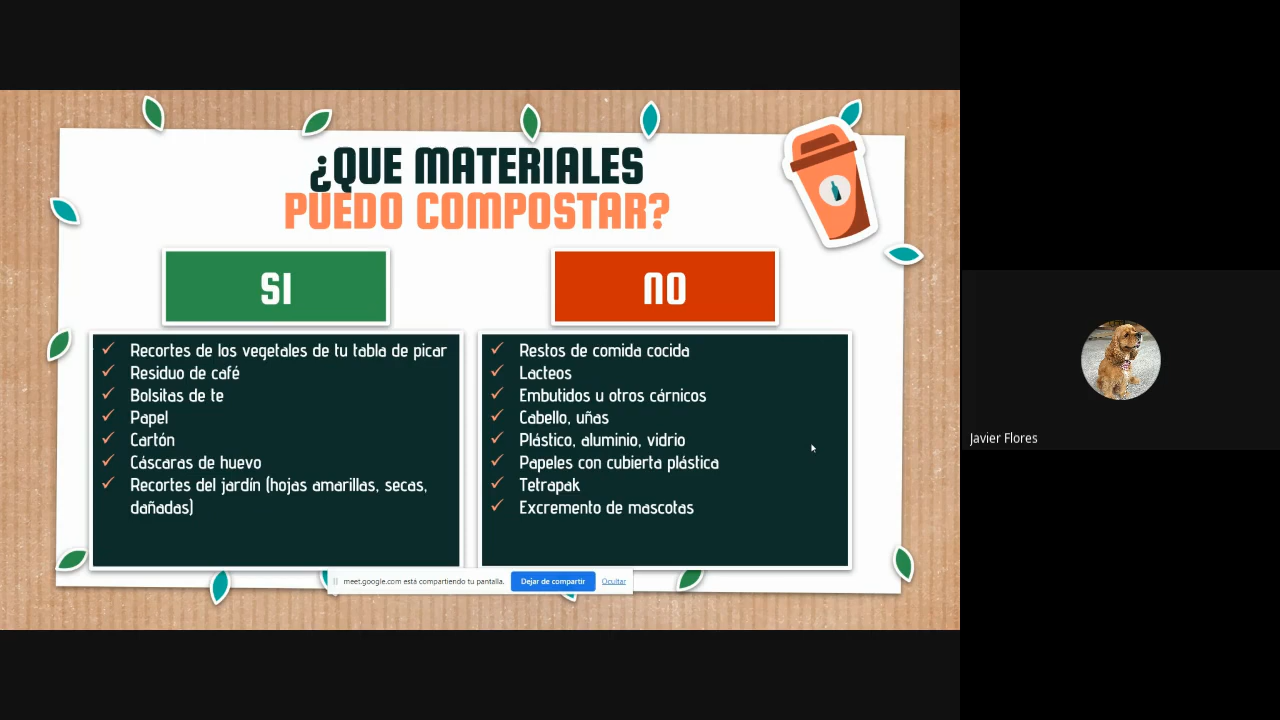 ¿QUE MATERIALES
PUEDO COMPOSTAR?
SI
Recortes de los vegetales de tu tabla de picar
Residuo de café
Bolsitas de te
Papel
Cartón
Cáscaras de huevo
Recortes del jardín (hojas amarillas, secas,
dañadas)
NO
Restos de comida cocida
Lacteos
Embutidos u otros cárnicos
Cabello, uñas
Plástico, aluminio, vidrio
Papeles con cubierta plástica
Tetrapak
Excremento de mascotas
meet.google.com está compartiendo tu pantalla.
Dejar de compartir
Ocultar
Javier Flores